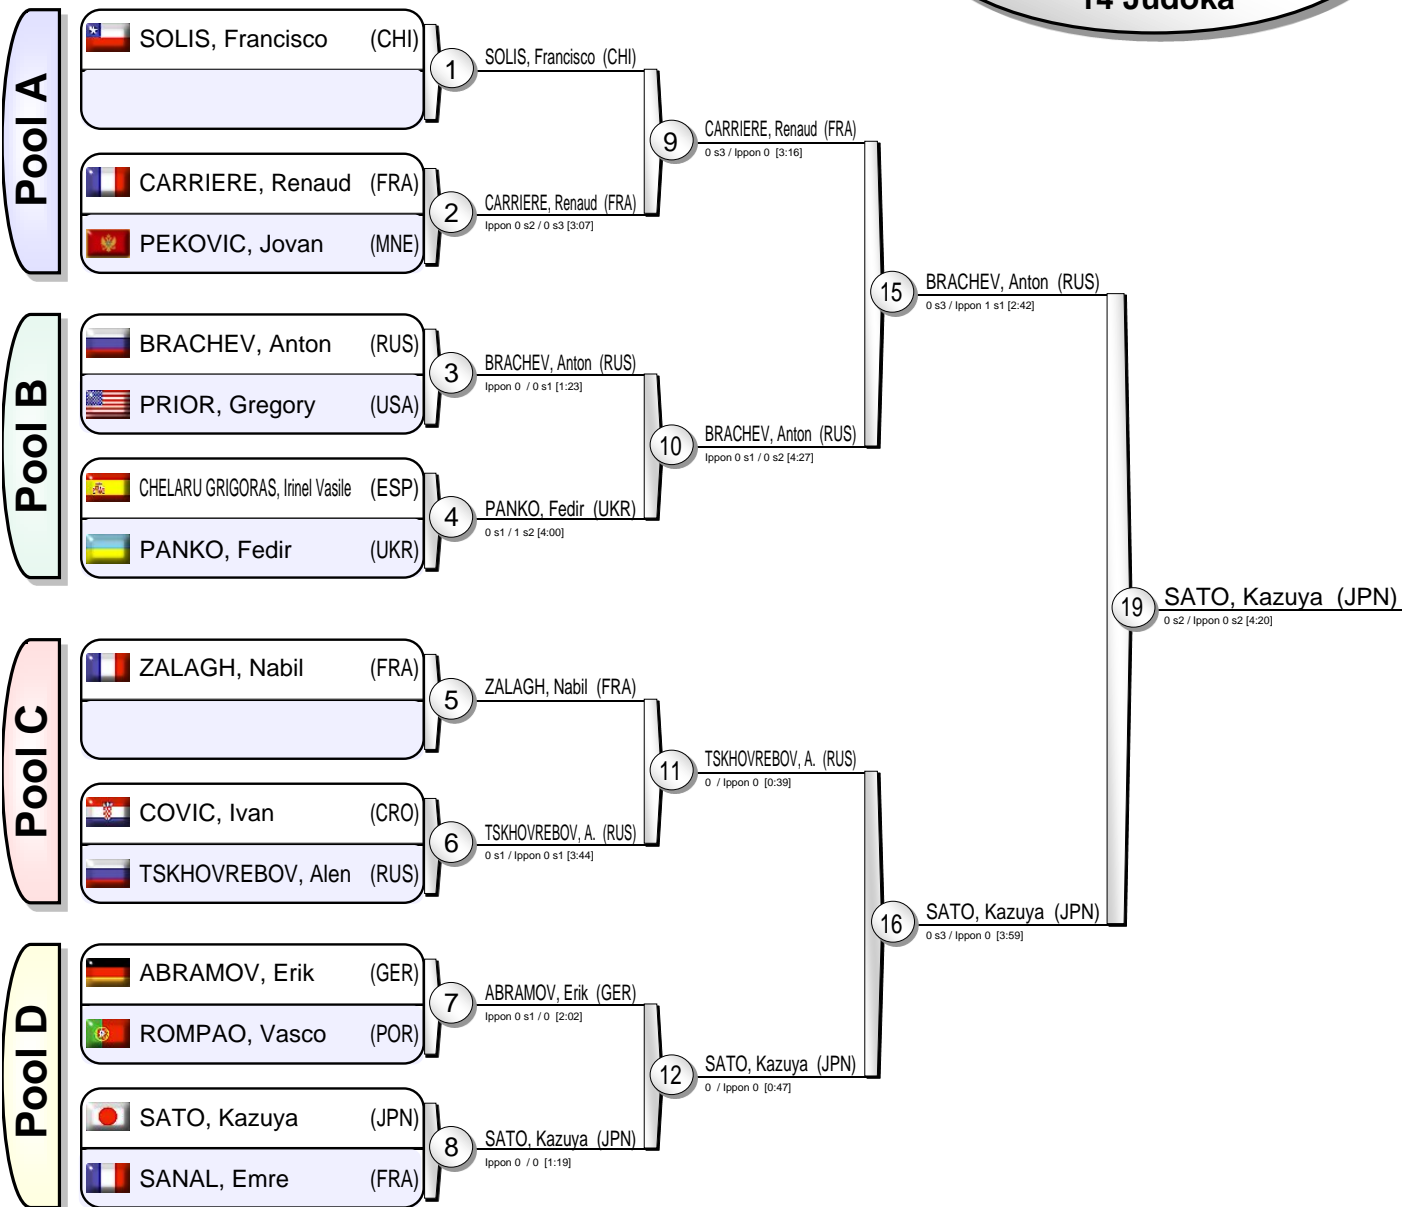 14 Judoka
Pool A
SOLIS, Francisco (CHI)
CARRIERE, Renaud (FRA)
PEKOVIC, Jovan (MNE)
Pool B
BRACHEV, Anton (RUS)
PRIOR, Gregory (USA)
CHELARU GRIGORAS, Irinel Vasile (ESP)
PANKO, Fedir (UKR)
Pool C
ZALAGH, Nabil (FRA)
COVIC, Ivan (CRO)
TSKHOVREBOV, Alen (RUS)
Pool D
ABRAMOV, Erik (GER)
ROMPAO, Vasco (POR)
SATO, Kazuya (JPN)
SANAL, Emre (FRA)
1
SOLIS, Francisco (CHI)
2
CARRIERE, Renaud (FRA)
Ippon 0 s2 / 0 s3 [3:07]
3
BRACHEV, Anton (RUS)
Ippon 0 / 0 s1 [1:23]
4
PANKO, Fedir (UKR)
0 s1 / 1 s2 [4:00]
5
ZALAGH, Nabil (FRA)
6
TSKHOVREBOV, A. (RUS)
0 s1 / Ippon 0 s1 [3:44]
7
ABRAMOV, Erik (GER)
Ippon 0 s1 / 0 [2:02]
8
SATO, Kazuya (JPN)
Ippon 0 / 0 [1:19]
9
CARRIERE, Renaud (FRA)
0 s3 / Ippon 0 [3:16]
10
BRACHEV, Anton (RUS)
Ippon 0 s1 / 0 s2 [4:27]
11
TSKHOVREBOV, A. (RUS)
0 / Ippon 0 [0:39]
12
SATO, Kazuya (JPN)
0 / Ippon 0 [0:47]
15
BRACHEV, Anton (RUS)
0 s3 / Ippon 1 s1 [2:42]
16
SATO, Kazuya (JPN)
0 s3 / Ippon 0 [3:59]
19
SATO, Kazuya (JPN)
0 s2 / Ippon 0 s2 [4:20]